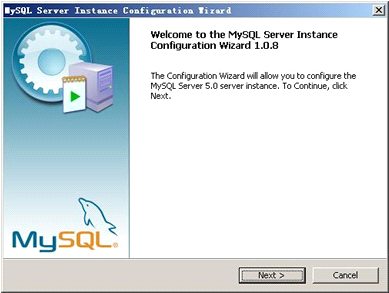 MySQL Server Instance Configuration Wizard
Welcome to the MySQL Server Instance
Configuration Wizard 1.0.8
The Configuration Wizard will allow you to configure the
MySQL Server 5.0 server instance. To Continue, click
Next.
MySQL®
Next >
Cancel